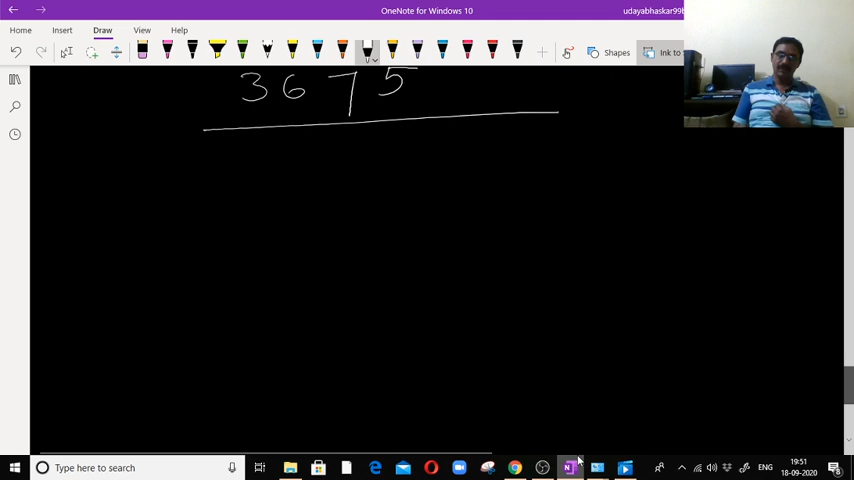 OneNote for Windows 10
udayabhaskar99b
Home Insert Draw View Help
Shapes
Ink to
3675
Type here to search
ENG
19:51
18-09-2020